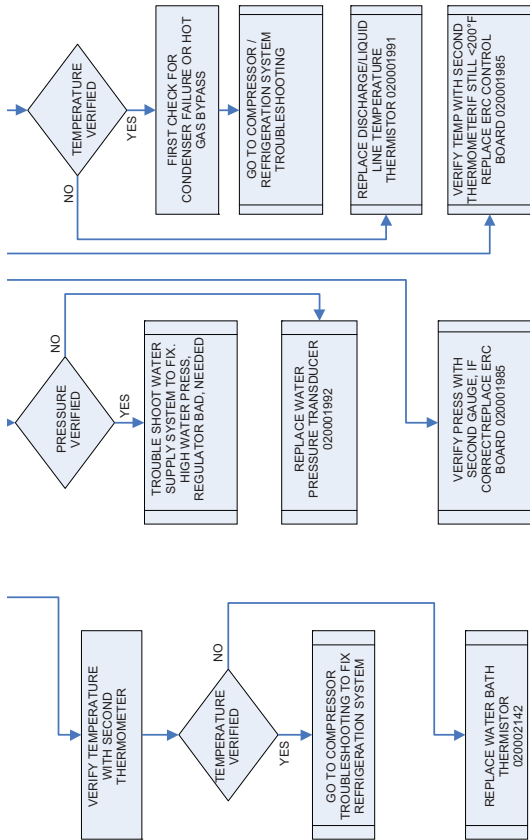 VERIFY TEMPERATURE
WITH SECOND
THERMOMETER
TEMPERATURE
VERIFIED
NO
YES
GO TO COMPRESSOR
TROUBLESHOOTING TO FIX
REFRIGERATION SYSTEM
REPLACE WATER BATH
THERMISTOR
020002142
PRESSURE
VERIFIED
NO
YES
TROUBLE SHOOT WATER
SUPPLY SYSTEM TO FIX.
HIGH WATER PRESS,
REGULATOR BAD, NEEDED
REPLACE WATER
PRESSURE TRANSDUCER
020001992
VERIFY PRESS WITH
SECOND GAUGE, IF
CORRECTREPLACE ERC
BOARD 020001985
TEMPERATURE
VERIFIED
NO
YES
FIRST CHECK FOR
CONDENSER FAILURE OR HOT
GAS BYPASS
GO TO COMPRESSOR /
REFRIGERATION SYSTEM
TROUBLESHOOTING
REPLACE DISCHARGE/LIQUID
LINE TEMPERATURE
THERMISTOR 020001991
VERIFY TEMP WITH SECOND
THERMOMETERIF STILL <200°F
REPLACE ERC CONTROL
BOARD 020001985